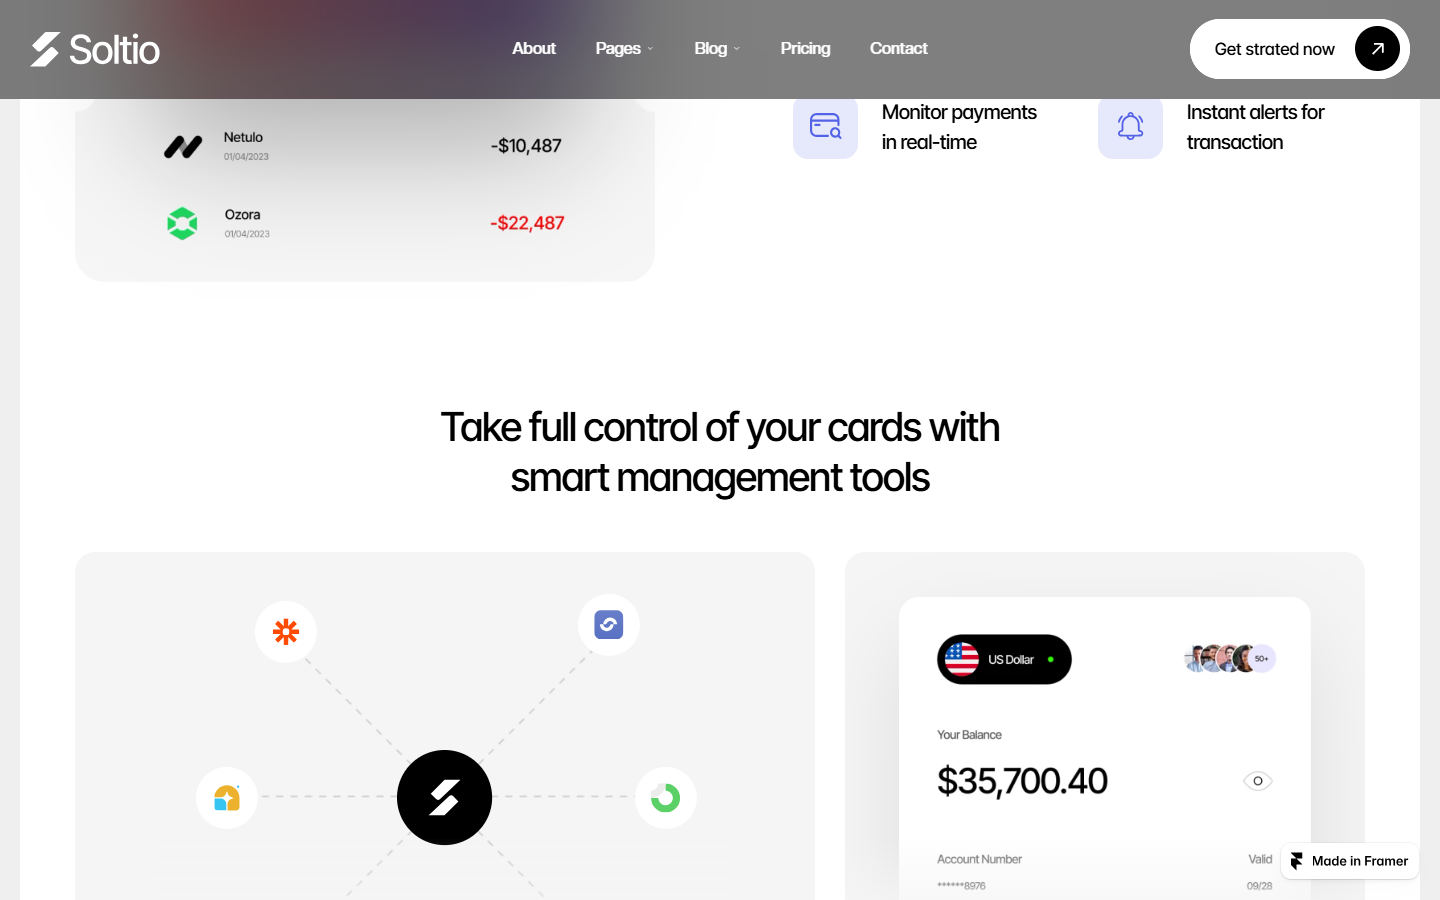 Soltio
About
Pages
Blog
Pricing
Contact
Get strated now
Netulo
01/04/2023
-$10,487
Ozora
01/04/2023
-$22,487
Monitor payments
in real-time
Instant alerts for
transaction
Take full control of your cards with
smart management tools
US Dollar
50+
Your Balance
$35,700.40
Account Number
Valid
******8976
09/28
Made in Framer